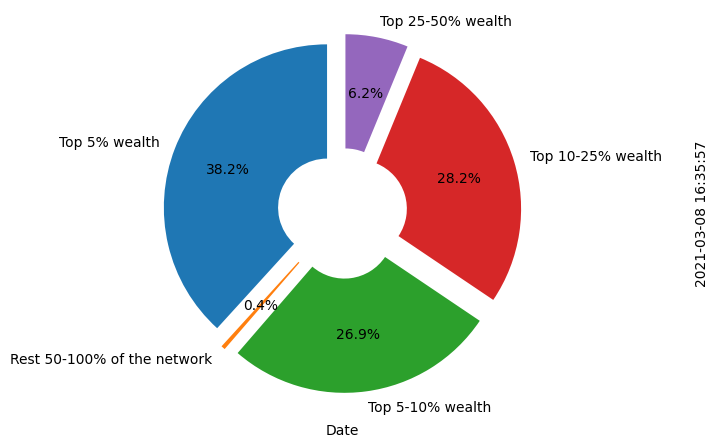 Top 25-50% wealth
6.2%
Top 5% wealth
38.2%
Top 10-25% wealth
28.2%
0.4%
Rest 50-100% of the network
26.9%
Top 5-10% wealth
Date
2021-03-08 16:35:57